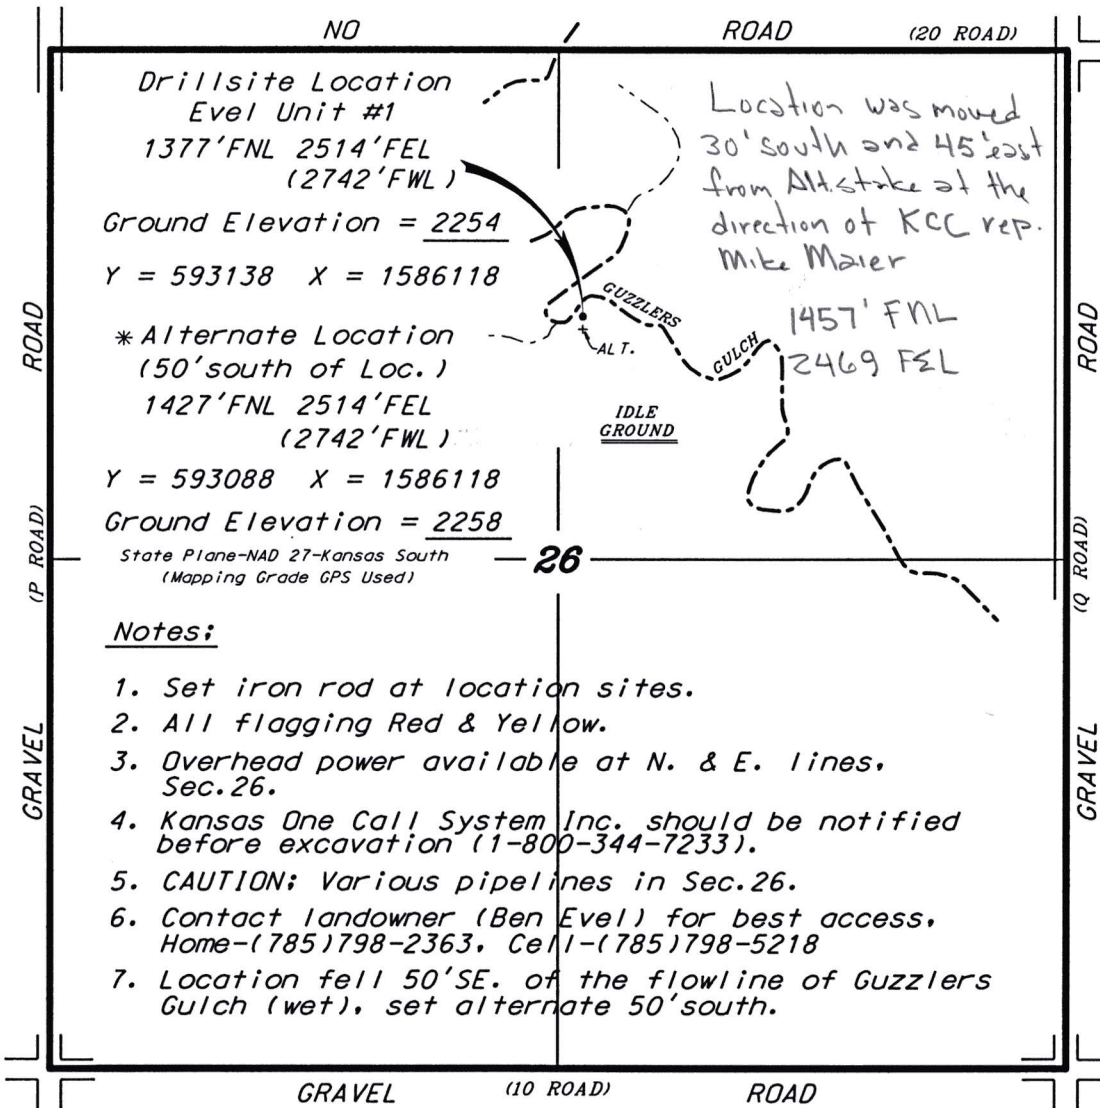 NO ROAD (20 ROAD)
Drillsite Location
Evel Unit #1
1377'FNL 2514'FEL
(2742'FWL)
Ground Elevation = 2254
Y = 593138 X = 1586118
* Alternate Location
(50'south of Loc.)
1427'FNL 2514'FEL
(2742'FWL)
Y = 593088 X = 1586118
Ground Elevation = 2258
State Plane-NAD 27-Kansas South
(Mapping Grade GPS Used)
Location was moved
30' south and 45' east
from Alt. stake at the
direction of KCC rep.
Mike Maier
1457' FNL
2469 FEL
GUZZLERS
GULCH
ALT.
IDLE
GROUND
26
ROAD
(P ROAD)
GRAVEL
ROAD
(Q ROAD)
GRAVEL
Notes:
1. Set iron rod at location sites.
2. All flagging Red & Yellow.
3. Overhead power available at N. & E. lines,
Sec.26.
4. Kansas One Call System Inc. should be notified
before excavation (1-800-344-7233).
5. CAUTION: Various pipelines in Sec.26.
6. Contact landowner (Ben Evel) for best access,
Home-(785)798-2363, Cell-(785)798-5218
7. Location fell 50'SE. of the flowline of Guzzlers
Gulch (wet), set alternate 50'south.
GRAVEL (10 ROAD) ROAD